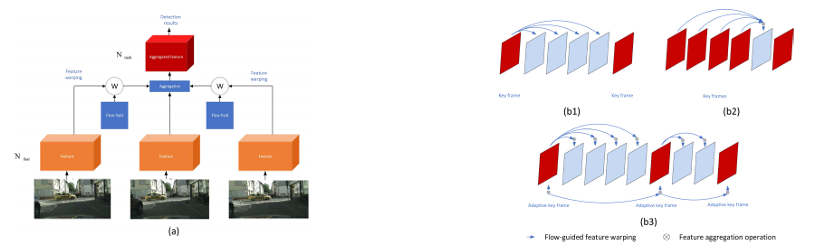 Detection
results
N task
Aggregated Feature
Feature
warping
Feature
warping
W
Aggregation
W
Flow field
Flow field
N feat
Feature
Feature
Feature
(a)
Key frame
Key frame
(b1)
Key frames
(b2)
Adaptive key frame
Adaptive key frame
Adaptive key frame
(b3)
Flow-guided feature warping
Feature aggregation operation